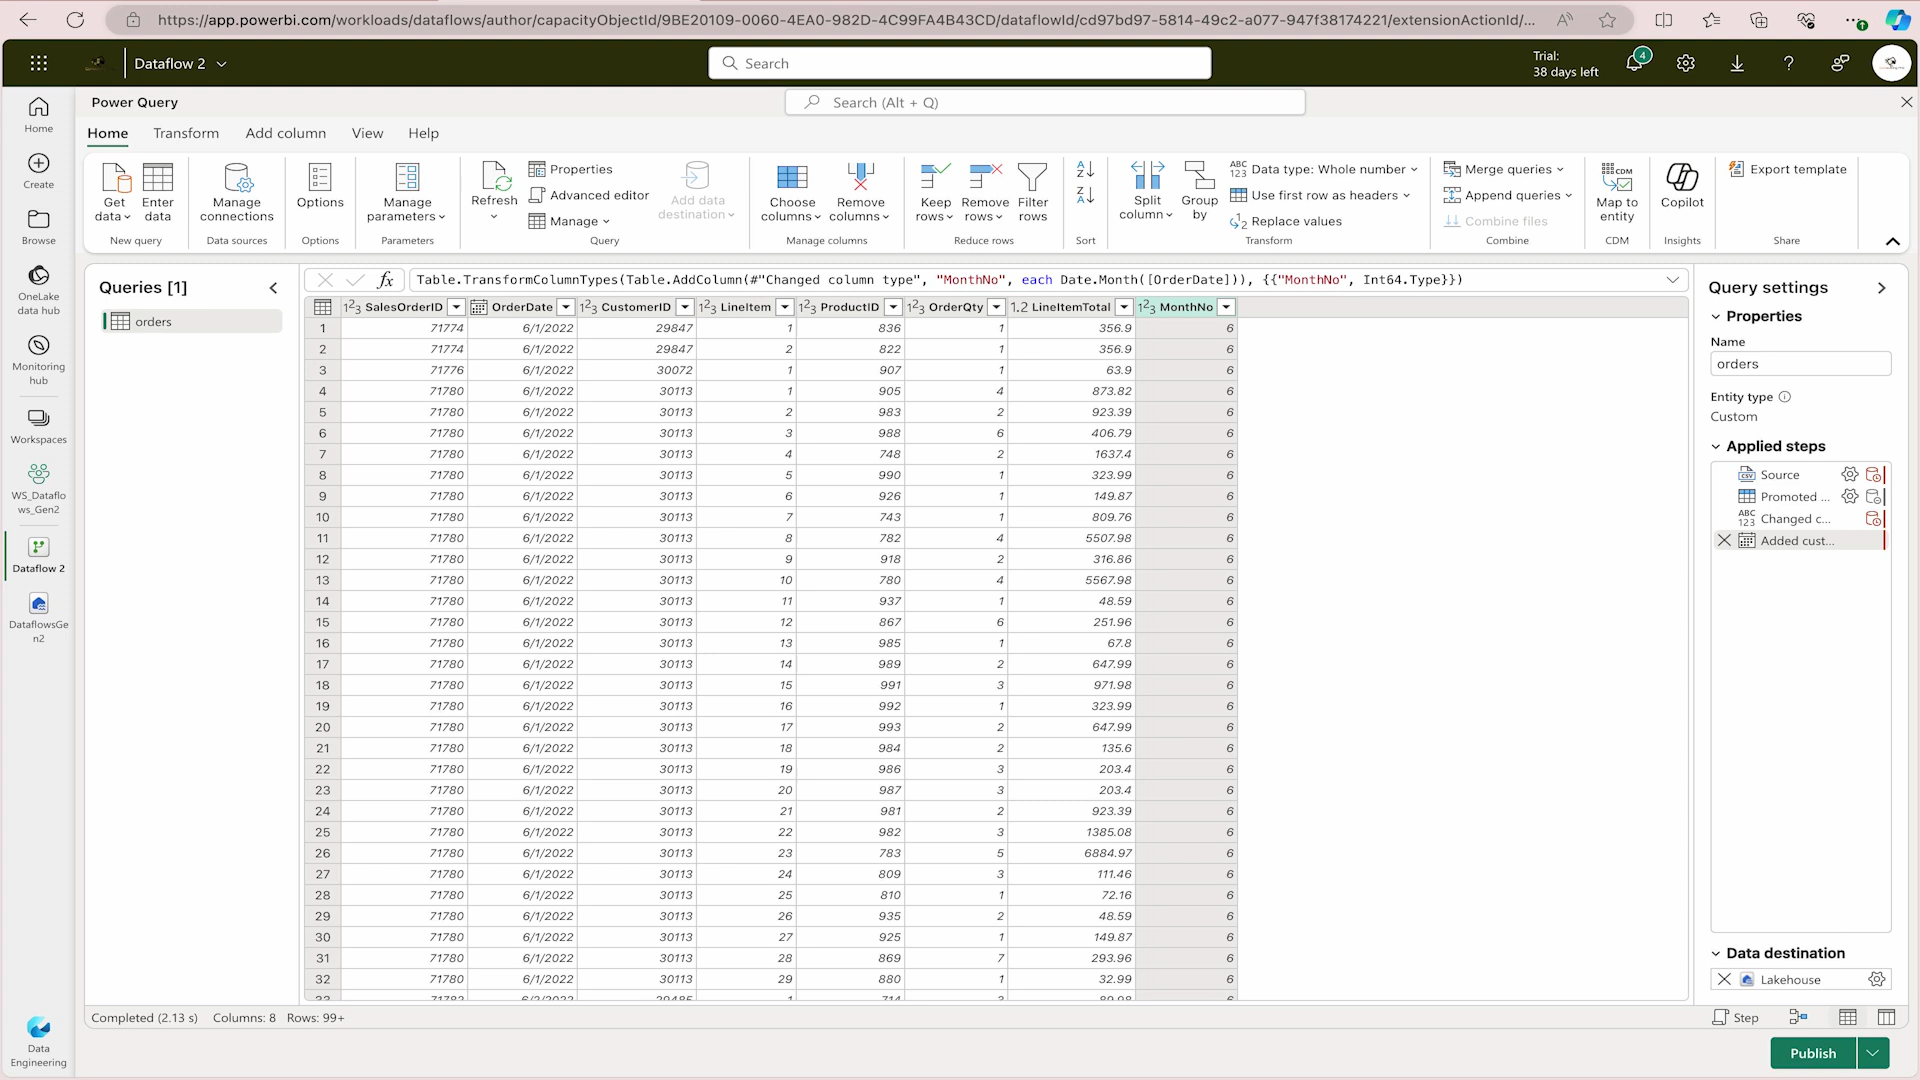 https://app.powerbi.com/workloads/dataflows/author/capacityObjectId/9BE20109-0060-4EA0-982D-4C99FA4B43CD/dataflowId/cd97bd97-5814-49c2-a077-947f38174221/extensionActionId/...
Dataflow 2
Search
Trial:
38 days left
4
Power Query
Search (Alt + Q)
Home
Transform
Add column
View
Help
Get data
Enter data
New query
Manage connections
Data sources
Options
Options
Manage parameters
Parameters
Refresh
Properties
Advanced editor
Manage
Query
Add data destination
Choose columns
Remove columns
Manage columns
Keep rows
Remove rows
Filter rows
Reduce rows
Sort
Split column
Group by
Data type: Whole number
Use first row as headers
Replace values
Transform
Merge queries
Append queries
Combine files
Combine
Map to entity
CDM
Copilot
Insights
Export template
Share
Home
Create
Browse
OneLake data hub
Monitoring hub
Workspaces
WS_Dataflows_Gen2
Dataflow 2
DataflowsGen2
Data Engineering
Queries [1]
orders
Table.TransformColumnTypes(Table.AddColumn(#"Changed column type", "MonthNo", each Date.Month([OrderDate])), {{"MonthNo", Int64.Type}})
SalesOrderID OrderDate CustomerID LineItem ProductID OrderQty LineItemTotal MonthNo
1 71774 6/1/2022 29847 1 836 1 356.9 6
2 71774 6/1/2022 29847 2 822 1 356.9 6
3 71776 6/1/2022 30072 1 907 1 63.9 6
4 71780 6/1/2022 30113 1 905 4 873.82 6
5 71780 6/1/2022 30113 2 983 2 923.39 6
6 71780 6/1/2022 30113 3 988 6 406.79 6
7 71780 6/1/2022 30113 4 748 2 1637.4 6
8 71780 6/1/2022 30113 5 990 1 323.99 6
9 71780 6/1/2022 30113 6 926 1 149.87 6
10 71780 6/1/2022 30113 7 743 1 809.76 6
11 71780 6/1/2022 30113 8 782 4 5507.98 6
12 71780 6/1/2022 30113 9 918 2 316.86 6
13 71780 6/1/2022 30113 10 780 4 5567.98 6
14 71780 6/1/2022 30113 11 937 1 48.59 6
15 71780 6/1/2022 30113 12 867 6 251.96 6
16 71780 6/1/2022 30113 13 985 1 67.8 6
17 71780 6/1/2022 30113 14 989 2 647.99 6
18 71780 6/1/2022 30113 15 991 3 971.98 6
19 71780 6/1/2022 30113 16 992 1 323.99 6
20 71780 6/1/2022 30113 17 993 2 647.99 6
21 71780 6/1/2022 30113 18 984 2 135.6 6
22 71780 6/1/2022 30113 19 986 3 203.4 6
23 71780 6/1/2022 30113 20 987 3 203.4 6
24 71780 6/1/2022 30113 21 981 2 923.39 6
25 71780 6/1/2022 30113 22 982 3 1385.08 6
26 71780 6/1/2022 30113 23 783 5 6884.97 6
27 71780 6/1/2022 30113 24 809 3 111.46 6
28 71780 6/1/2022 30113 25 810 1 72.16 6
29 71780 6/1/2022 30113 26 935 2 48.59 6
30 71780 6/1/2022 30113 27 925 1 149.87 6
31 71780 6/1/2022 30113 28 869 7 293.96 6
32 71780 6/1/2022 30113 29 880 1 32.99 6
Query settings
Properties
Name
orders
Entity type
Custom
Applied steps
Source
Promoted ...
Changed c...
Added cust...
Data destination
Lakehouse
Completed (2.13 s) Columns: 8 Rows: 99+
Step
Publish